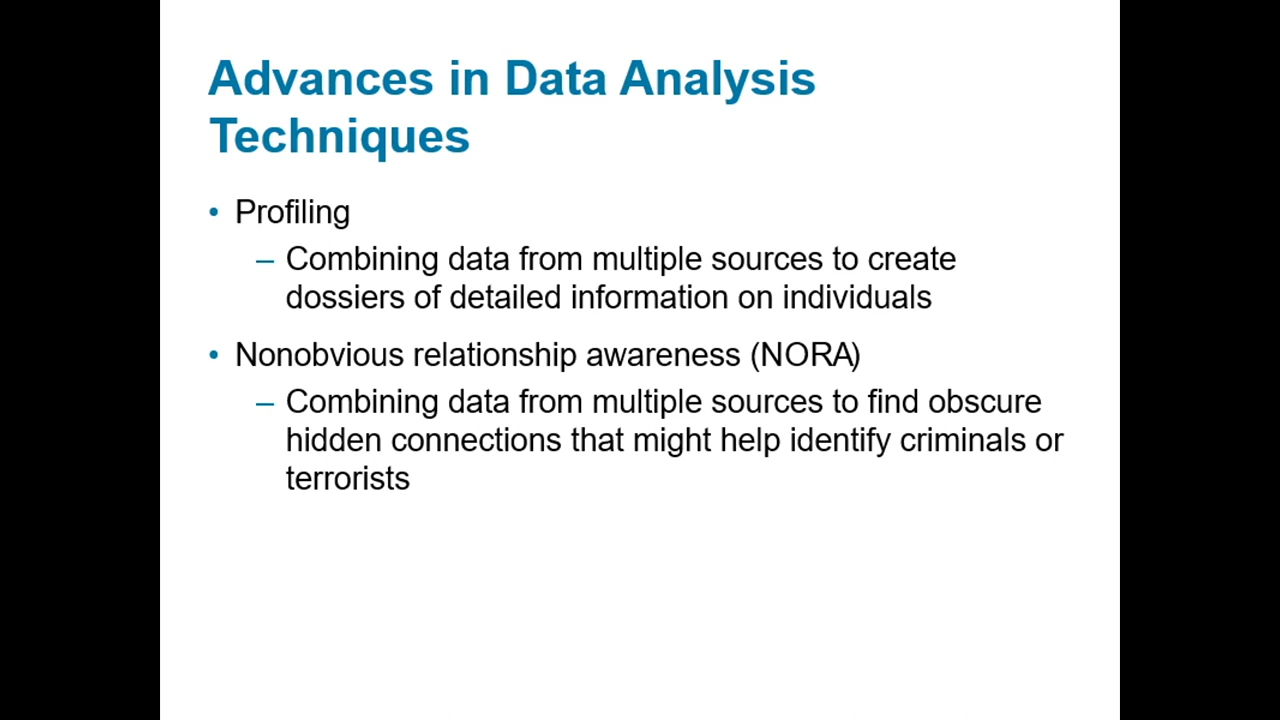 Advances in Data Analysis
Techniques
• Profiling
– Combining data from multiple sources to create
dossiers of detailed information on individuals
• Nonobvious relationship awareness (NORA)
– Combining data from multiple sources to find obscure
hidden connections that might help identify criminals or
terrorists